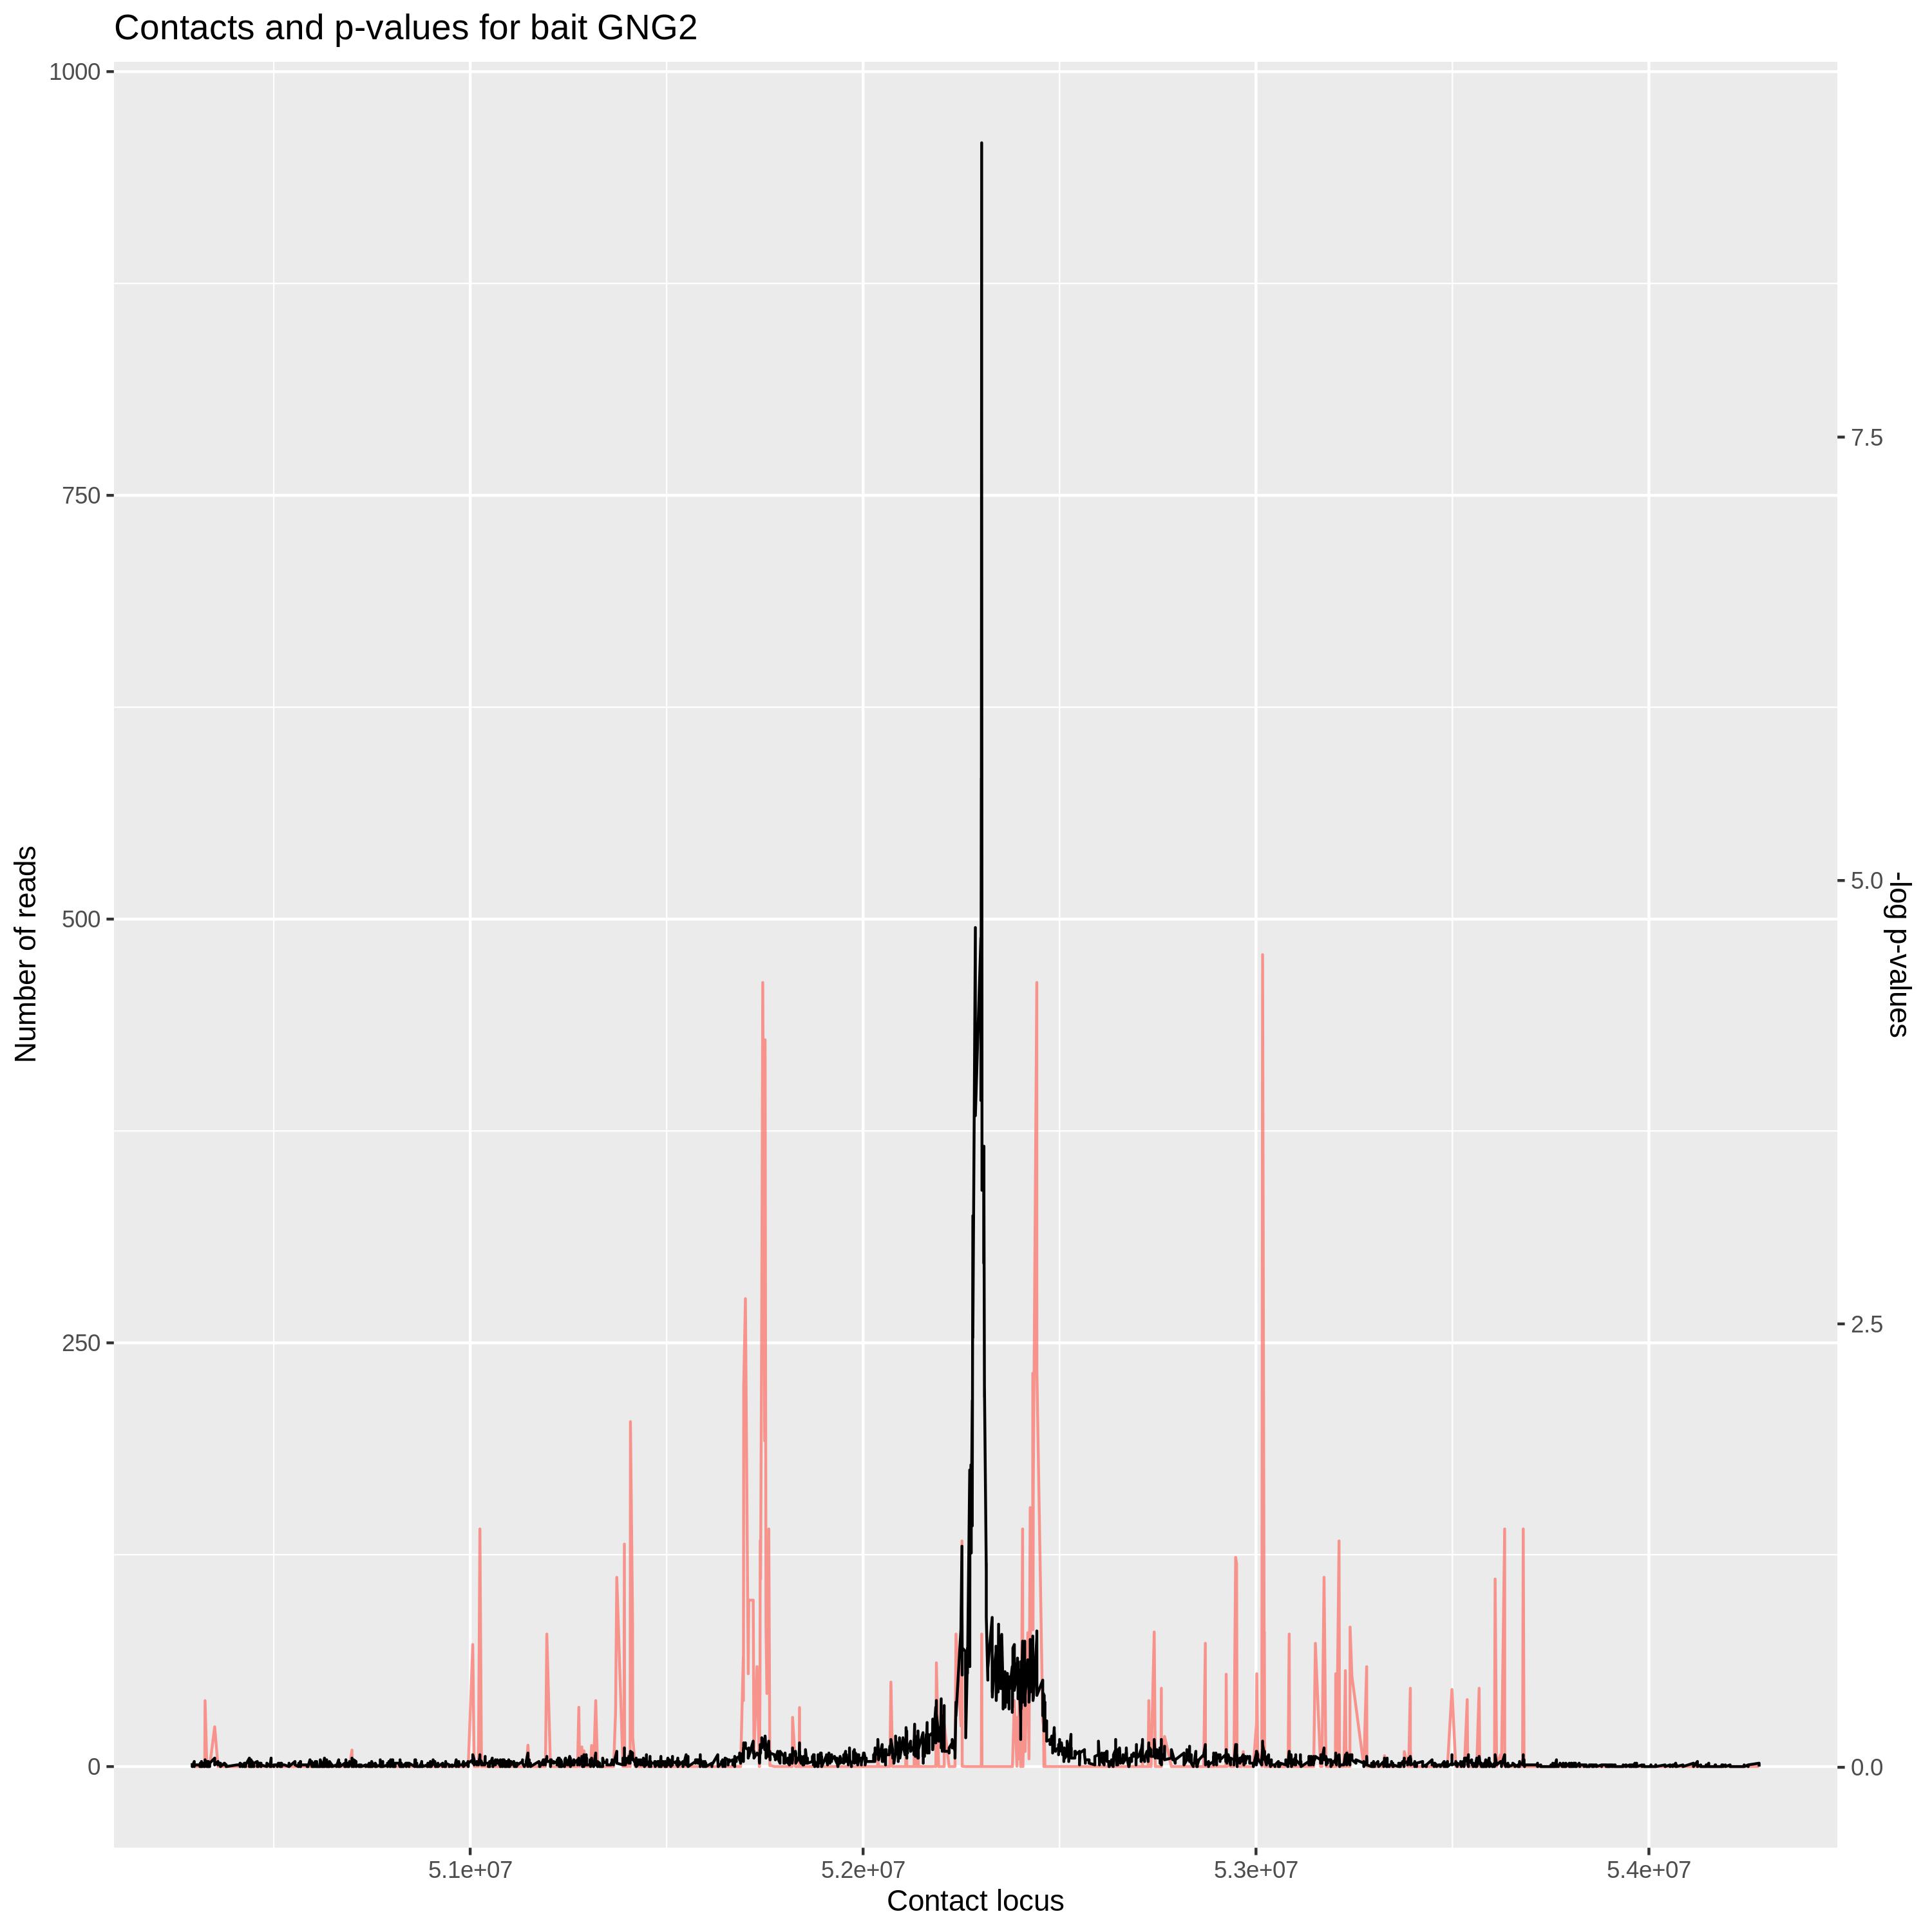 Contacts and p-values for bait GNG2
1000
750
500
250
0
Number of reads
7.5
5.0
2.5
0.0
-log p-values
5.1e+07
5.2e+07
5.3e+07
5.4e+07
Contact locus